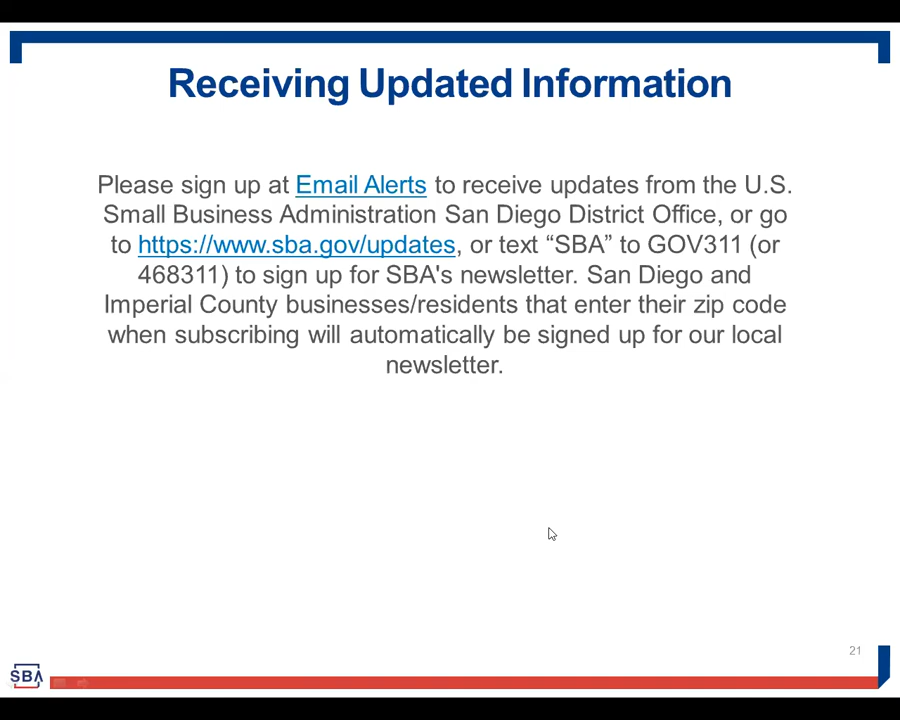 Receiving Updated Information
Please sign up at Email Alerts to receive updates from the U.S.
Small Business Administration San Diego District Office, or go
to https://www.sba.gov/updates, or text “SBA” to GOV311 (or
468311) to sign up for SBA's newsletter. San Diego and
Imperial County businesses/residents that enter their zip code
when subscribing will automatically be signed up for our local
newsletter.
21
SBA